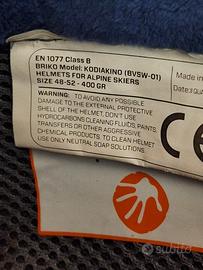 EN 1077 Class B
BRIKO Model: KODIAKINO (BVSW-01)
HELMETS FOR ALPINE SKIERS
SIZE 48-52 - 400 GR
Made in
WARNING: TO AVOID ANY POSSIBLE
DAMAGE TO THE EXTERNAL PROTECTIVE
SHELL OF THE HELMET, DON'T USE
HYDROCARBONS CLEANING FLUIDS, PAINTS,
TRANSFERS OR OTHER AGGRESSIVE
CHEMICAL PRODUCTS. TO CLEAN INSTEAD
USE ONLY NEUTRAL SOAP SOLUTIONS
CE
subito